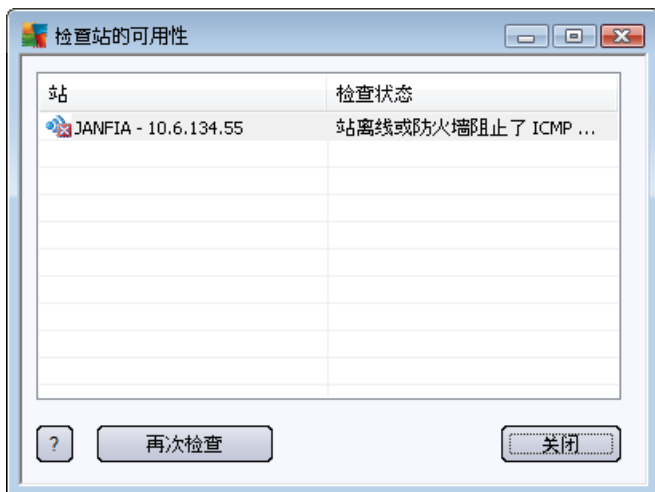 检查站的可用性
站 检查状态
JANFIA - 10.6.134.55 站离线或防火墙阻止了 ICMP ...
? 再次检查 关闭